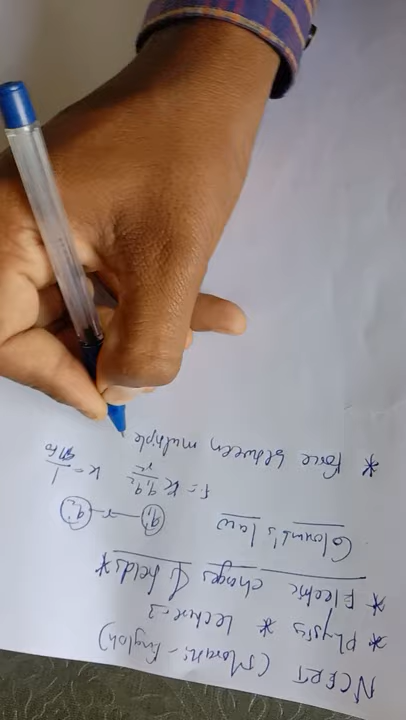 NCERT (Marathi - English)
* Physics * Lecture - 3
* Electric charges & fields *
Coloumb's law
q₁ — r — q₂
F = k q₁q₂/r² k = 1/4πε₀
* Force between multiple